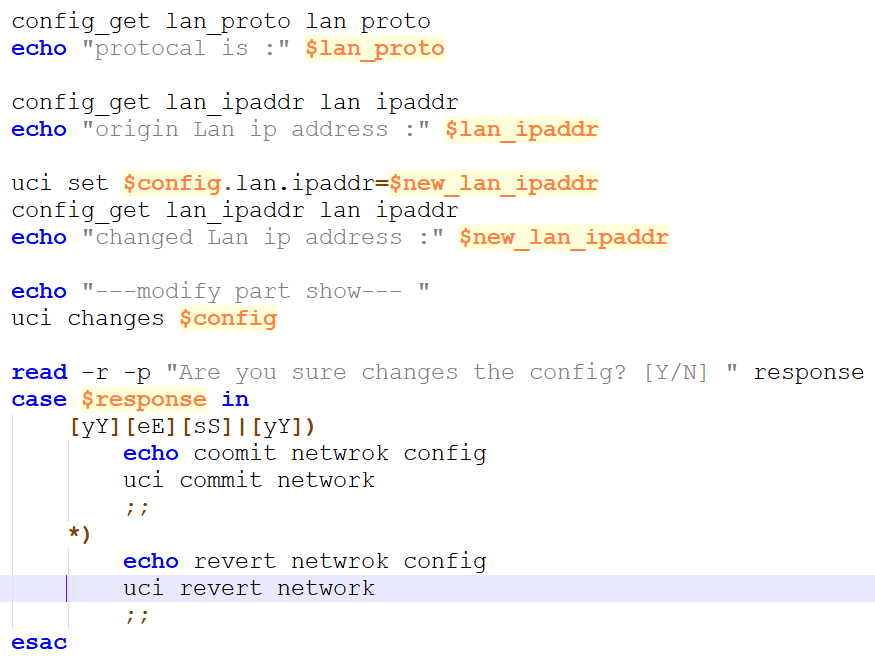 config_get lan_proto lan proto
echo "protocal is :" $lan_proto
config_get lan_ipaddr lan ipaddr
echo "origin Lan ip address :" $lan_ipaddr
uci set $config.lan.ipaddr=$new_lan_ipaddr
config_get lan_ipaddr lan ipaddr
echo "changed Lan ip address :" $new_lan_ipaddr
echo "---modify part show--- "
uci changes $config
read -r -p "Are you sure changes the config? [Y/N] " response
case $response in
[yY][eE][sS]|[yY])
echo coomit netwrok config
uci commit network
;;
*)
echo revert netwrok config
uci revert network
;;
esac